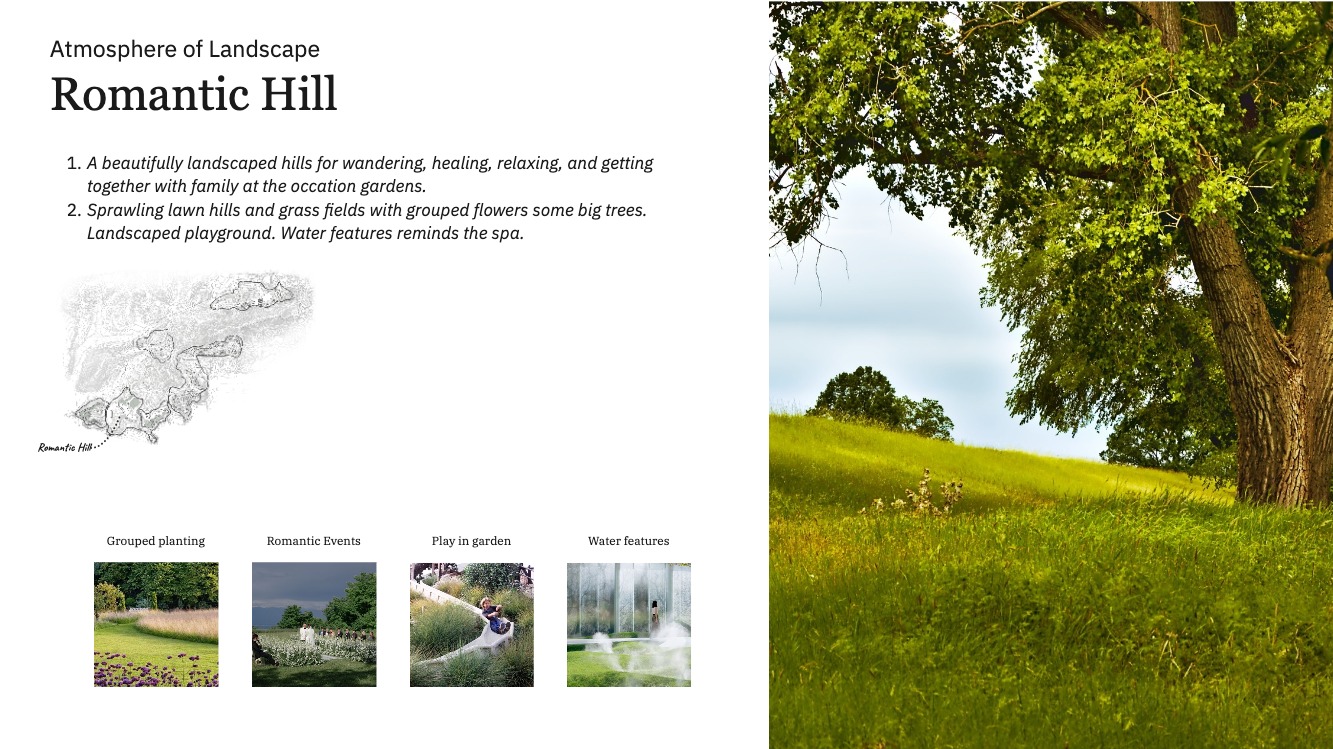 Atmosphere of Landscape
Romantic Hill
1. A beautifully landscaped hills for wandering, healing, relaxing, and getting
together with family at the occation gardens.
2. Sprawling lawn hills and grass fields with grouped flowers some big trees.
Landscaped playground. Water features reminds the spa.
Romantic Hill
Grouped planting
Romantic Events
Play in garden
Water features